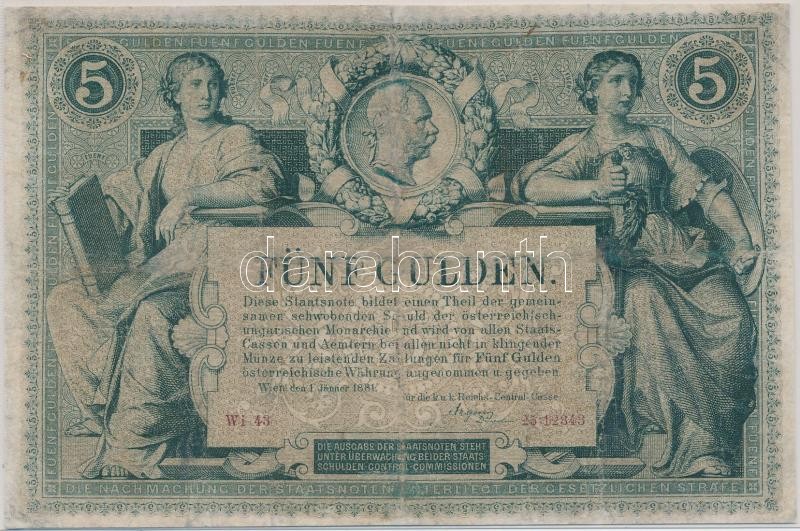 GULDEN FUENF GULDEN FUENF GULDEN FUENF GULDEN
5 5
darabanth
FÜNF GULDEN.
Diese Staatsnote bildet einen Theil der gemein-
samen schwebenden Schuld der österreichisch-
ungarischen Monarchie und wird von allen Staats-
Cassen und Aemtern bei allen nicht in klingender
Münze zu leistenden Zahlungen für Fünf Gulden
österreichische Währung angenommen u. gegeben.
Wien, den 1. Jänner 1881.
Für die k. u. k. Reichs-Central-Casse
Wi 43 25·12343
DIE AUSGABE DER STAATSNOTEN STEHT
UNTER ÜBERWACHUNG BEIDER STAATS-
SCHULDEN-CONTROL-COMMISSIONEN
DIE NACHMACHUNG DER STAATSNOTEN UNTERLIEGT DER GESETZLICHEN STRAFE